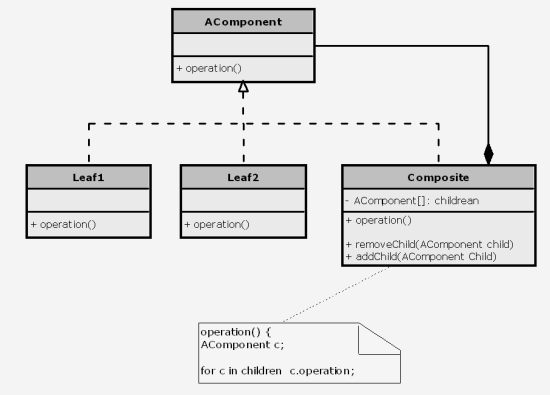 AComponent
+ operation()
Leaf1
+ operation()
Leaf2
+ operation()
Composite
- AComponent[]: childrean
+ operation()
+ removeChild(AComponent child)
+ addChild(AComponent Child)
operation() {
AComponent c;
for c in children c.operation;